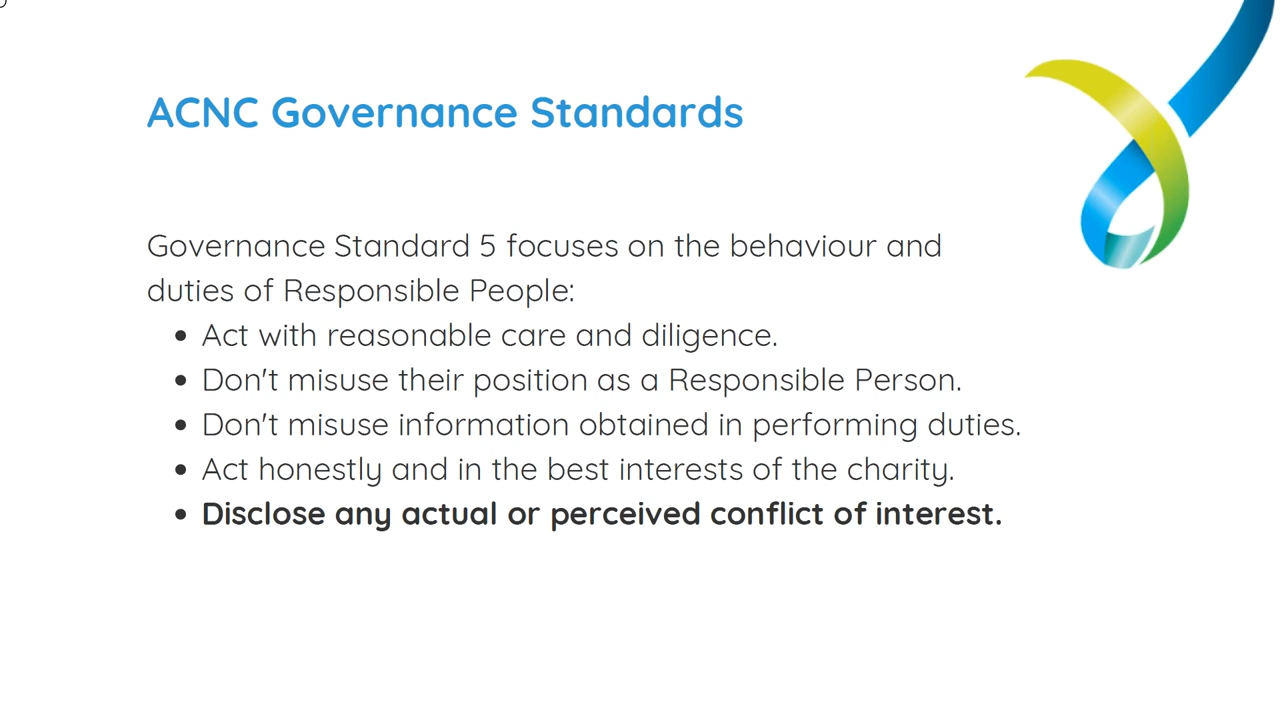 ACNC Governance Standards
Governance Standard 5 focuses on the behaviour and
duties of Responsible People:
• Act with reasonable care and diligence.
• Don't misuse their position as a Responsible Person.
• Don't misuse information obtained in performing duties.
• Act honestly and in the best interests of the charity.
• Disclose any actual or perceived conflict of interest.